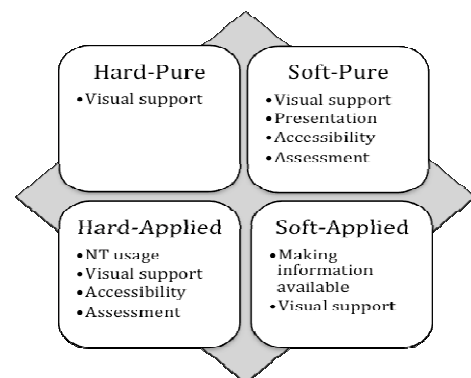 Hard-Pure
•Visual support
Soft-Pure
•Visual support
•Presentation
•Accessibility
•Assessment
Hard-Applied
•NT usage
•Visual support
•Accessibility
•Assessment
Soft-Applied
•Making
information
available
•Visual support